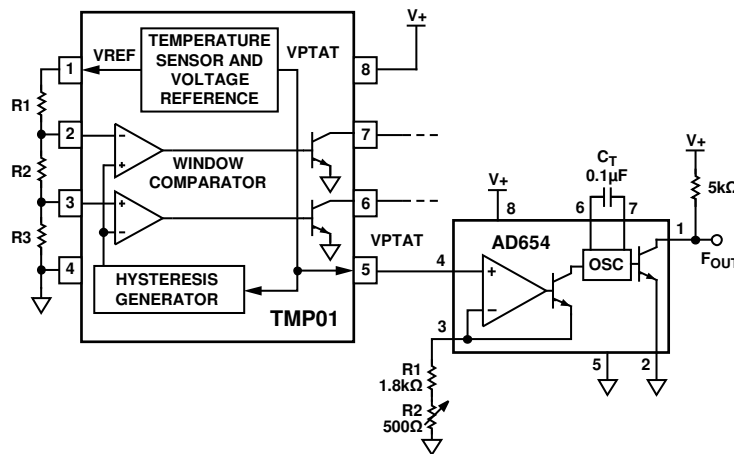 V+
TEMPERATURE
SENSOR AND
VOLTAGE
REFERENCE
VREF
VPTAT
1
8
R1
2
7
R2
WINDOW
COMPARATOR
–
+
3
6
+
–
R3
4
HYSTERESIS
GENERATOR
5
VPTAT
TMP01
V+
8
CT
0.1µF
6
7
V+
5kΩ
1
FOUT
AD654
4
+
OSC
–
3
R1
1.8kΩ
R2
500Ω
5
2